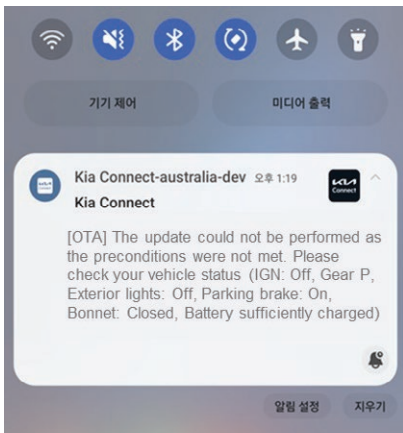 기기 제어
미디어 출력
Kia Connect-australia-dev 오후 1:19
KIA
Connect
Kia Connect
[OTA] The update could not be performed as
the preconditions were not met. Please
check your vehicle status (IGN: Off, Gear P,
Exterior lights: Off, Parking brake: On,
Bonnet: Closed, Battery sufficiently charged)
알림 설정
지우기